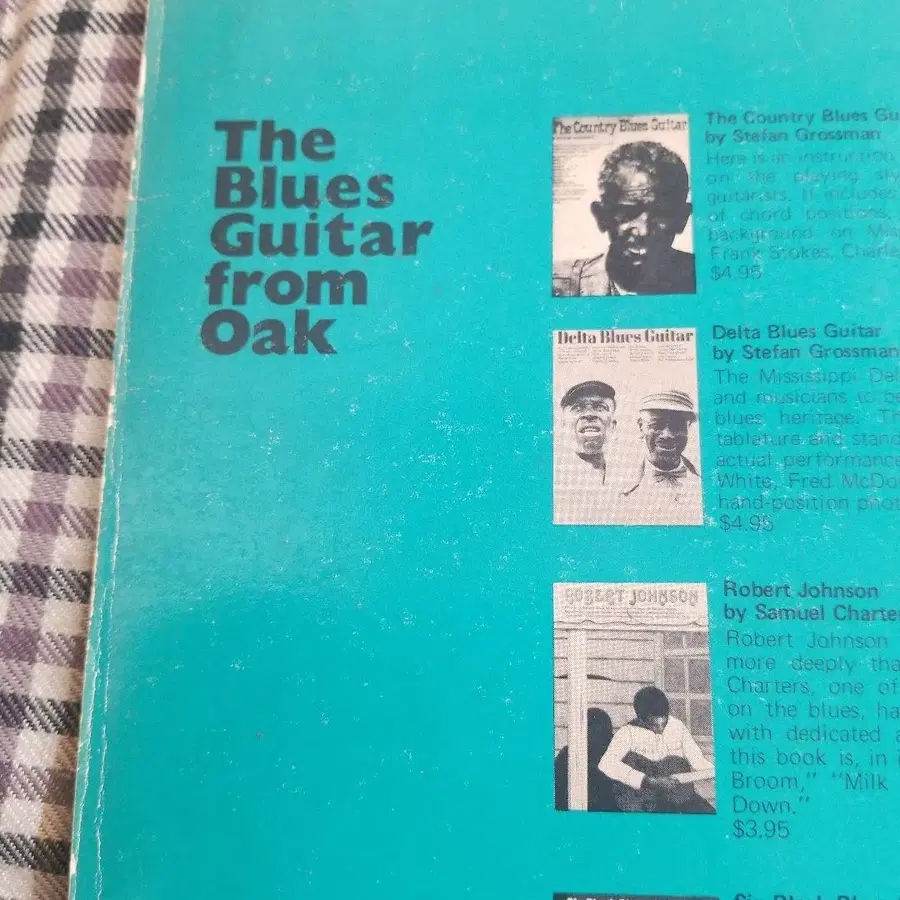 The
Blues
Guitar
from
Oak
The Country Blues Guitar
The Country Blues Gu
by Stefan Grossman
Here is an instruction
on the playing sty
guitarists. It includes
of chord positions,
background on Mis
Frank Stokes, Charle
$4.95
Delta Blues Guitar
Delta Blues Guitar
by Stefan Grossman
The Mississippi Del
and musicians to be
blues heritage. Th
tablature and stand
actual performance
White, Fred McDo
hand-position phot
$4.95
ROBERT JOHNSON
Robert Johnson
by Samuel Charter
Robert Johnson
more deeply tha
Charters, one of
on the blues, ha
with dedicated a
this book is, in
Broom," "Milk
Down."
$3.95